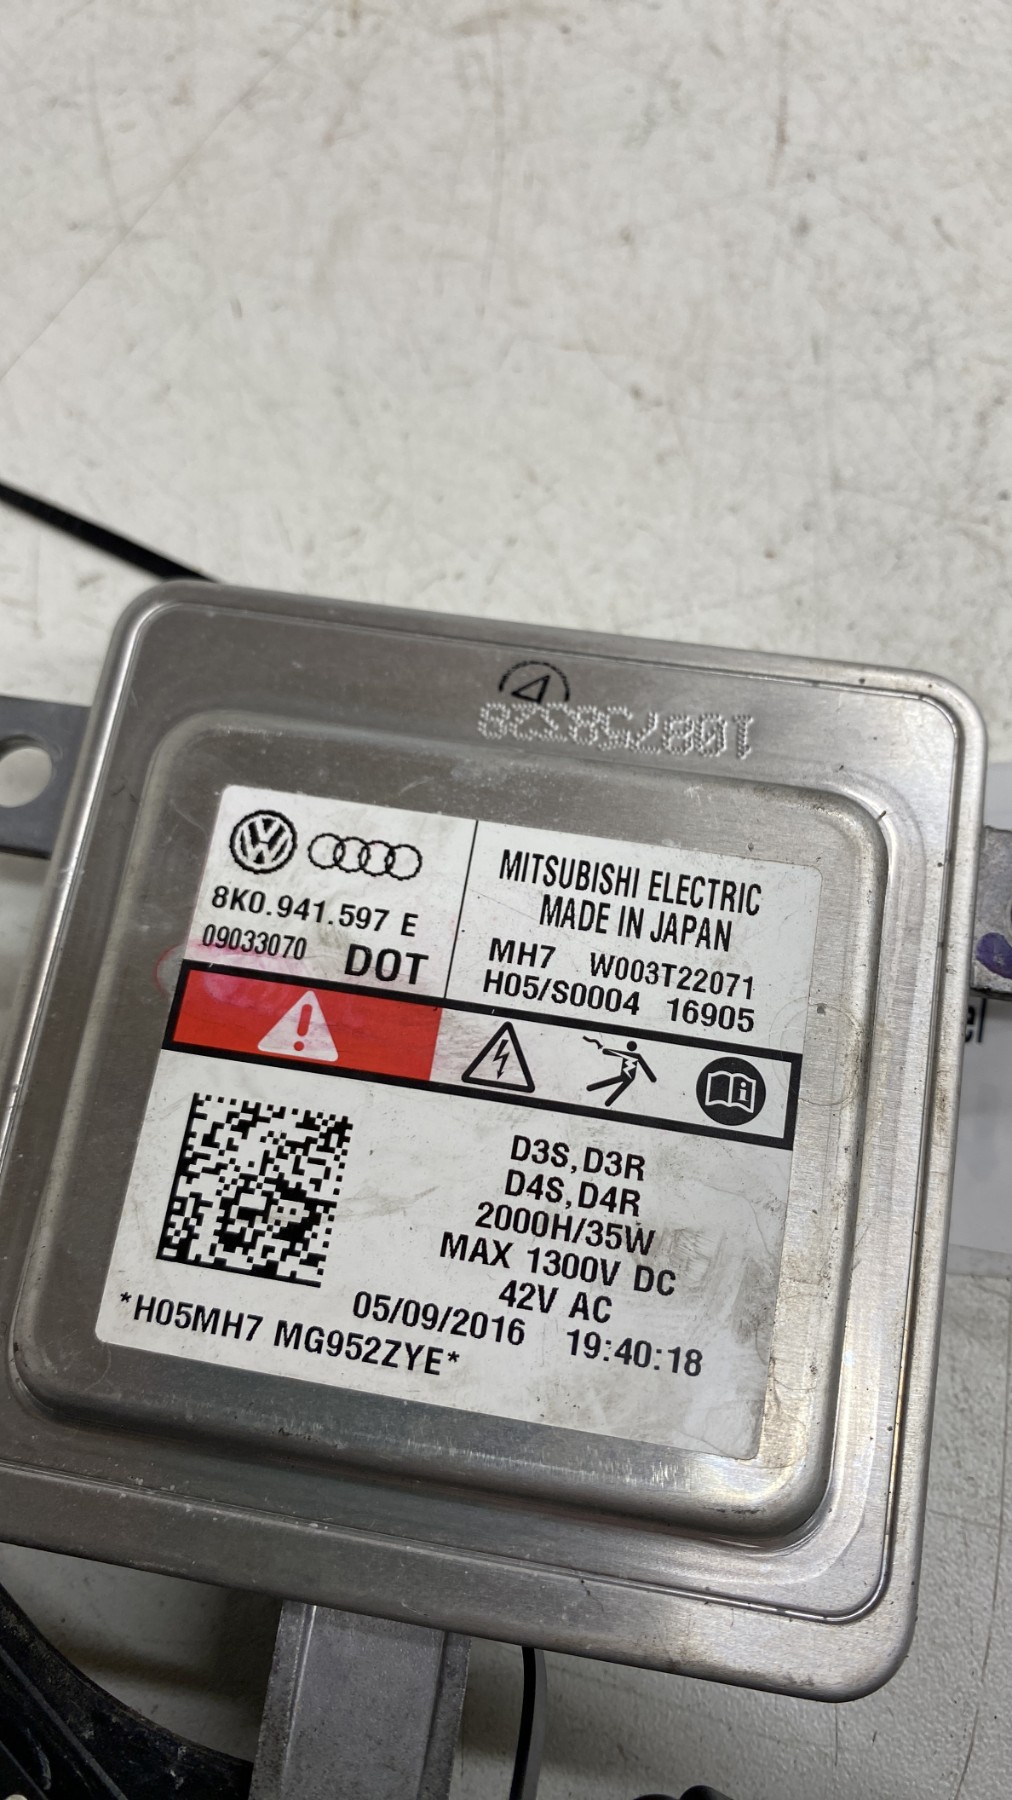 1087583228
8K0.941.597 E
09033070 DOT
MITSUBISHI ELECTRIC
MADE IN JAPAN
MH7 W003T22071
H05/S0004 16905
D3S,D3R
D4S,D4R
2000H/35W
MAX 1300V DC
42V AC
05/09/2016 19:40:18
*H05MH7 MG952ZYE*